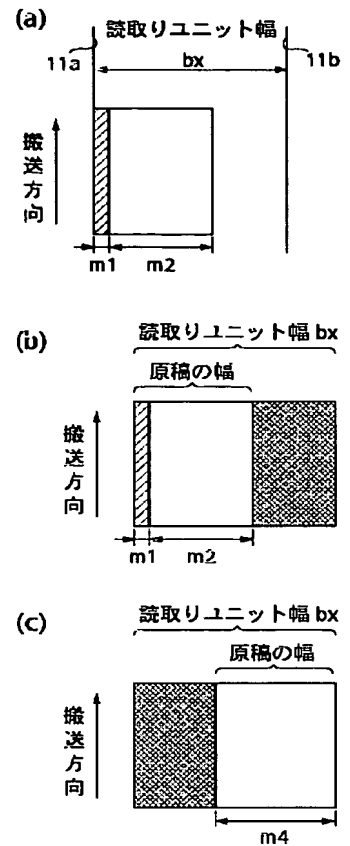 (a)
読取りユニット幅
11a
bx
11b
搬送方向
m1
m2
(b)
読取りユニット幅 bx
原稿の幅
搬送方向
m1
m2
(c)
読取りユニット幅 bx
原稿の幅
搬送方向
m4